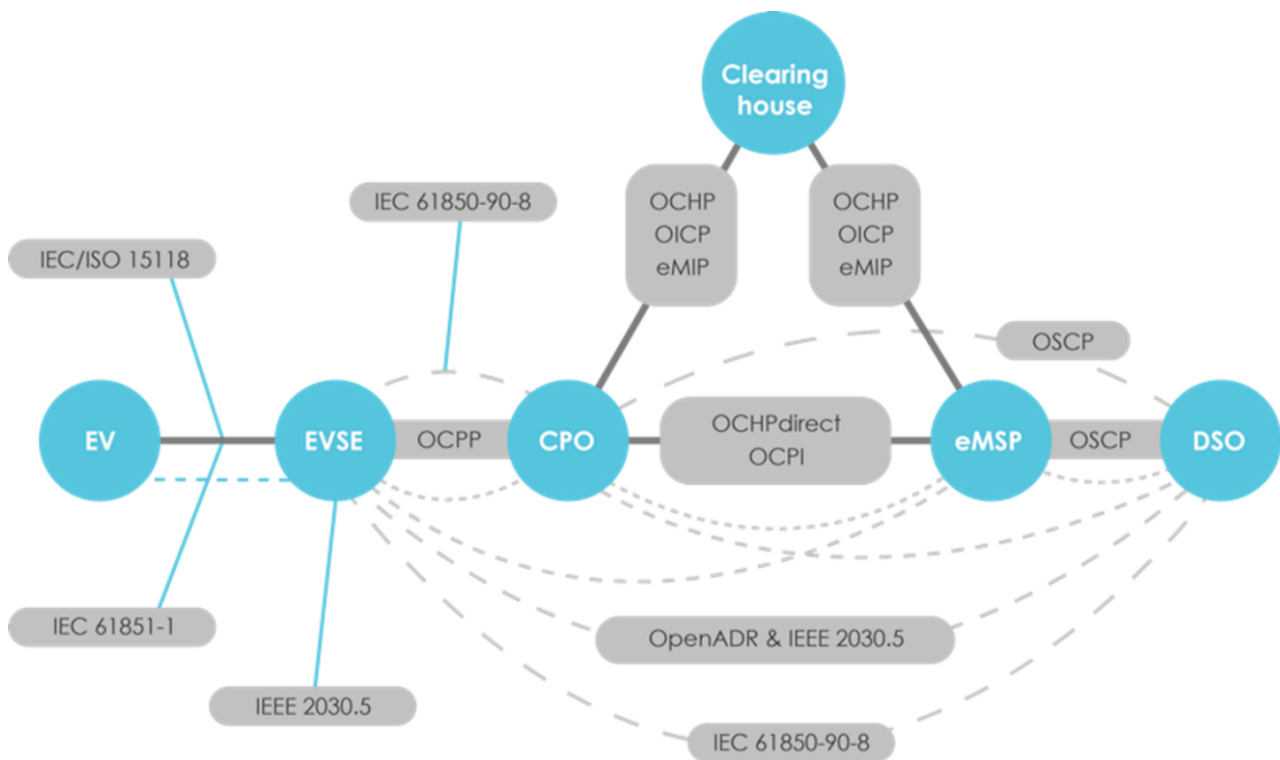 Clearing
house
IEC 61850-90-8
OCHP
OICP
eMIP
OCHP
OICP
eMIP
IEC/ISO 15118
OSCP
EV
EVSE
OCPP
CPO
OCHPdirect
OCPI
eMSP
OSCP
DSO
IEC 61851-1
OpenADR & IEEE 2030.5
IEEE 2030.5
IEC 61850-90-8